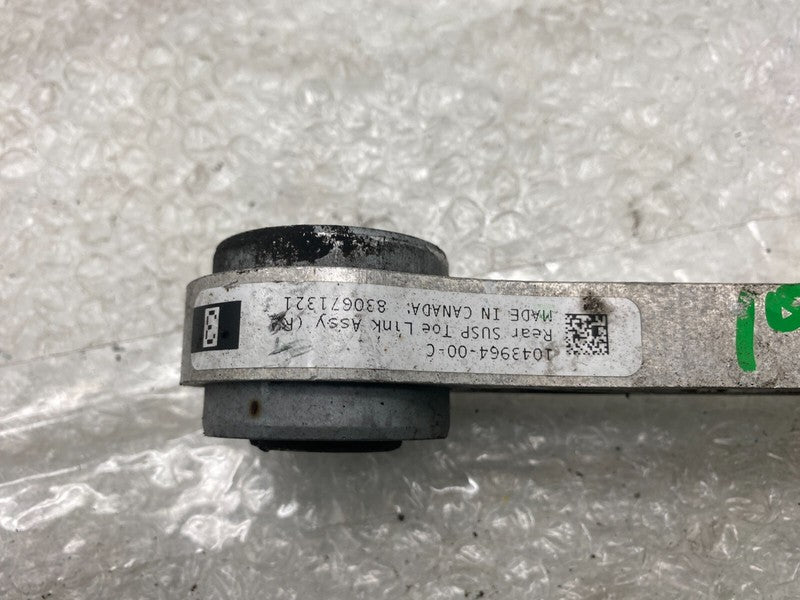 1043964-00-C
Rear SUSP Toe Link Assy (R)
MADE IN CANADA: 830671321